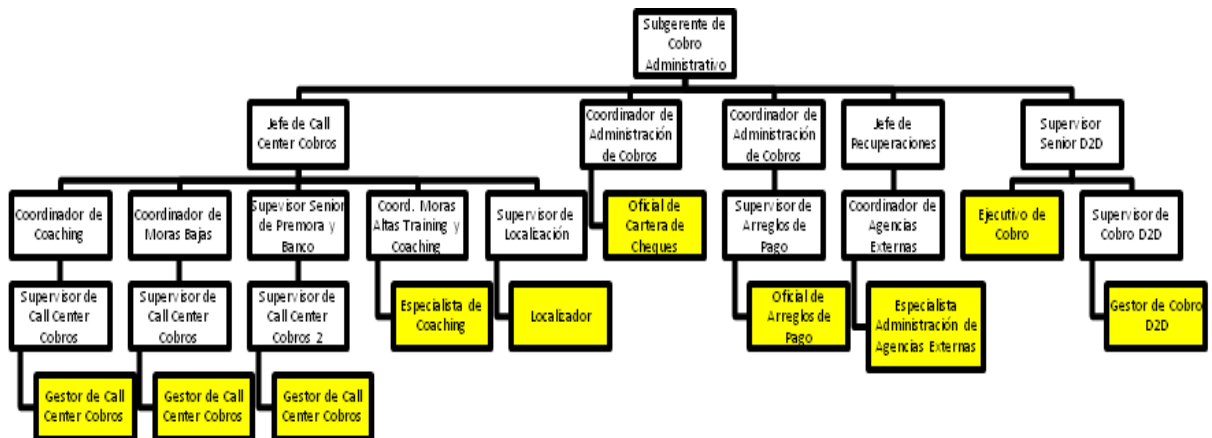 Subgerente de
Cobro
Administrativo
Jefe de Call
Center Cobros
Coordinador de
Administración
de Cobros
Coordinador de
Administración
de Cobros
Jefe de
Recuperaciones
Supervisor
Senior D2D
Coordinador de
Coaching
Coordinador de
Moras Bajas
Supevisor Senior
de Premora y
Banco
Coord. Moras
Altas Training y
Coaching
Supervisor de
Localización
Oficial de
Cartera de
Cheques
Supervisor de
Arreglos de
Pago
Coordinador de
Agencias
Externas
Ejecutivo de
Cobro
Supervisor de
Cobro D2D
Supervisor de
Call Center
Cobros
Supervisor de
Call Center
Cobros
Supervisor de
Call Center
Cobros 2
Especialista de
Coaching
Localizador
Oficial de
Arreglos de
Pago
Especialista
Administración de
Agencias Externas
Gestor de Cobro
D2D
Gestor de Call
Center Cobros
Gestor de Call
Center Cobros
Gestor de Call
Center Cobros